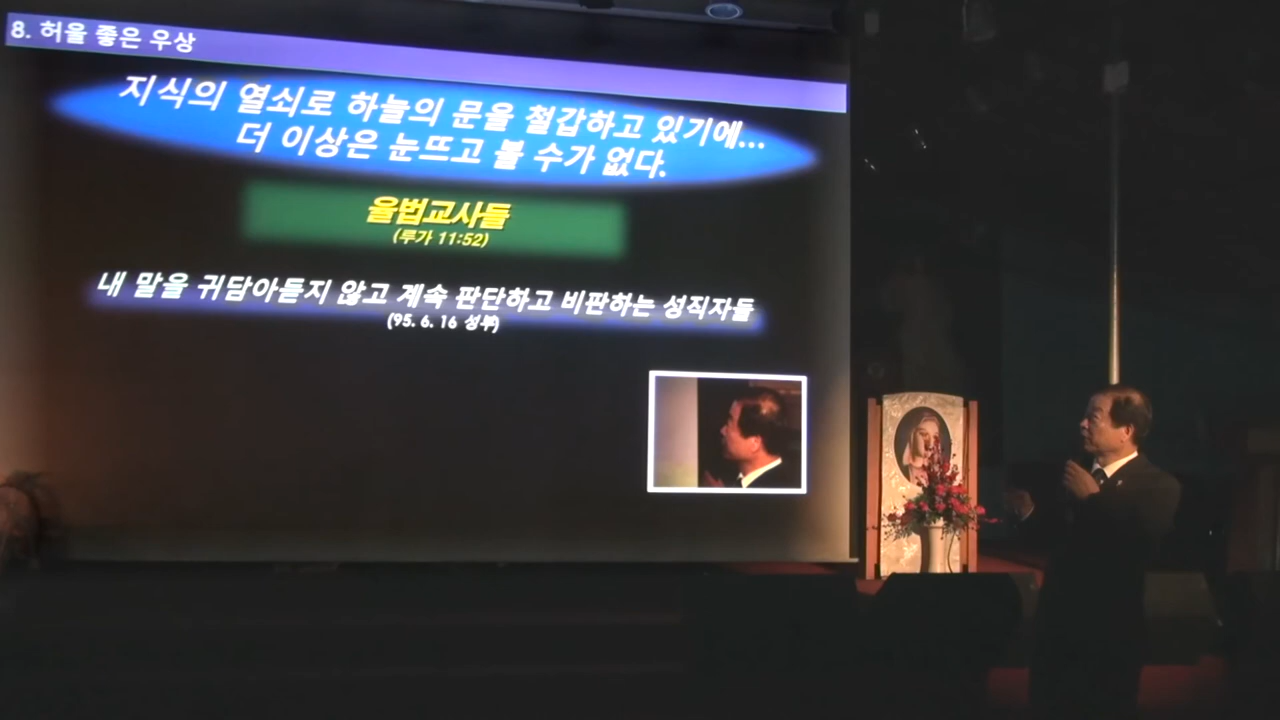 8. 허울 좋은 우상
지식의 열쇠로 하늘의 문을 철갑하고 있기에...
더 이상은 눈뜨고 볼 수가 없다.
율법교사들
(루가 11:52)
내 말을 귀담아듣지 않고 계속 판단하고 비판하는 성직자들
(95. 6. 16 성부)